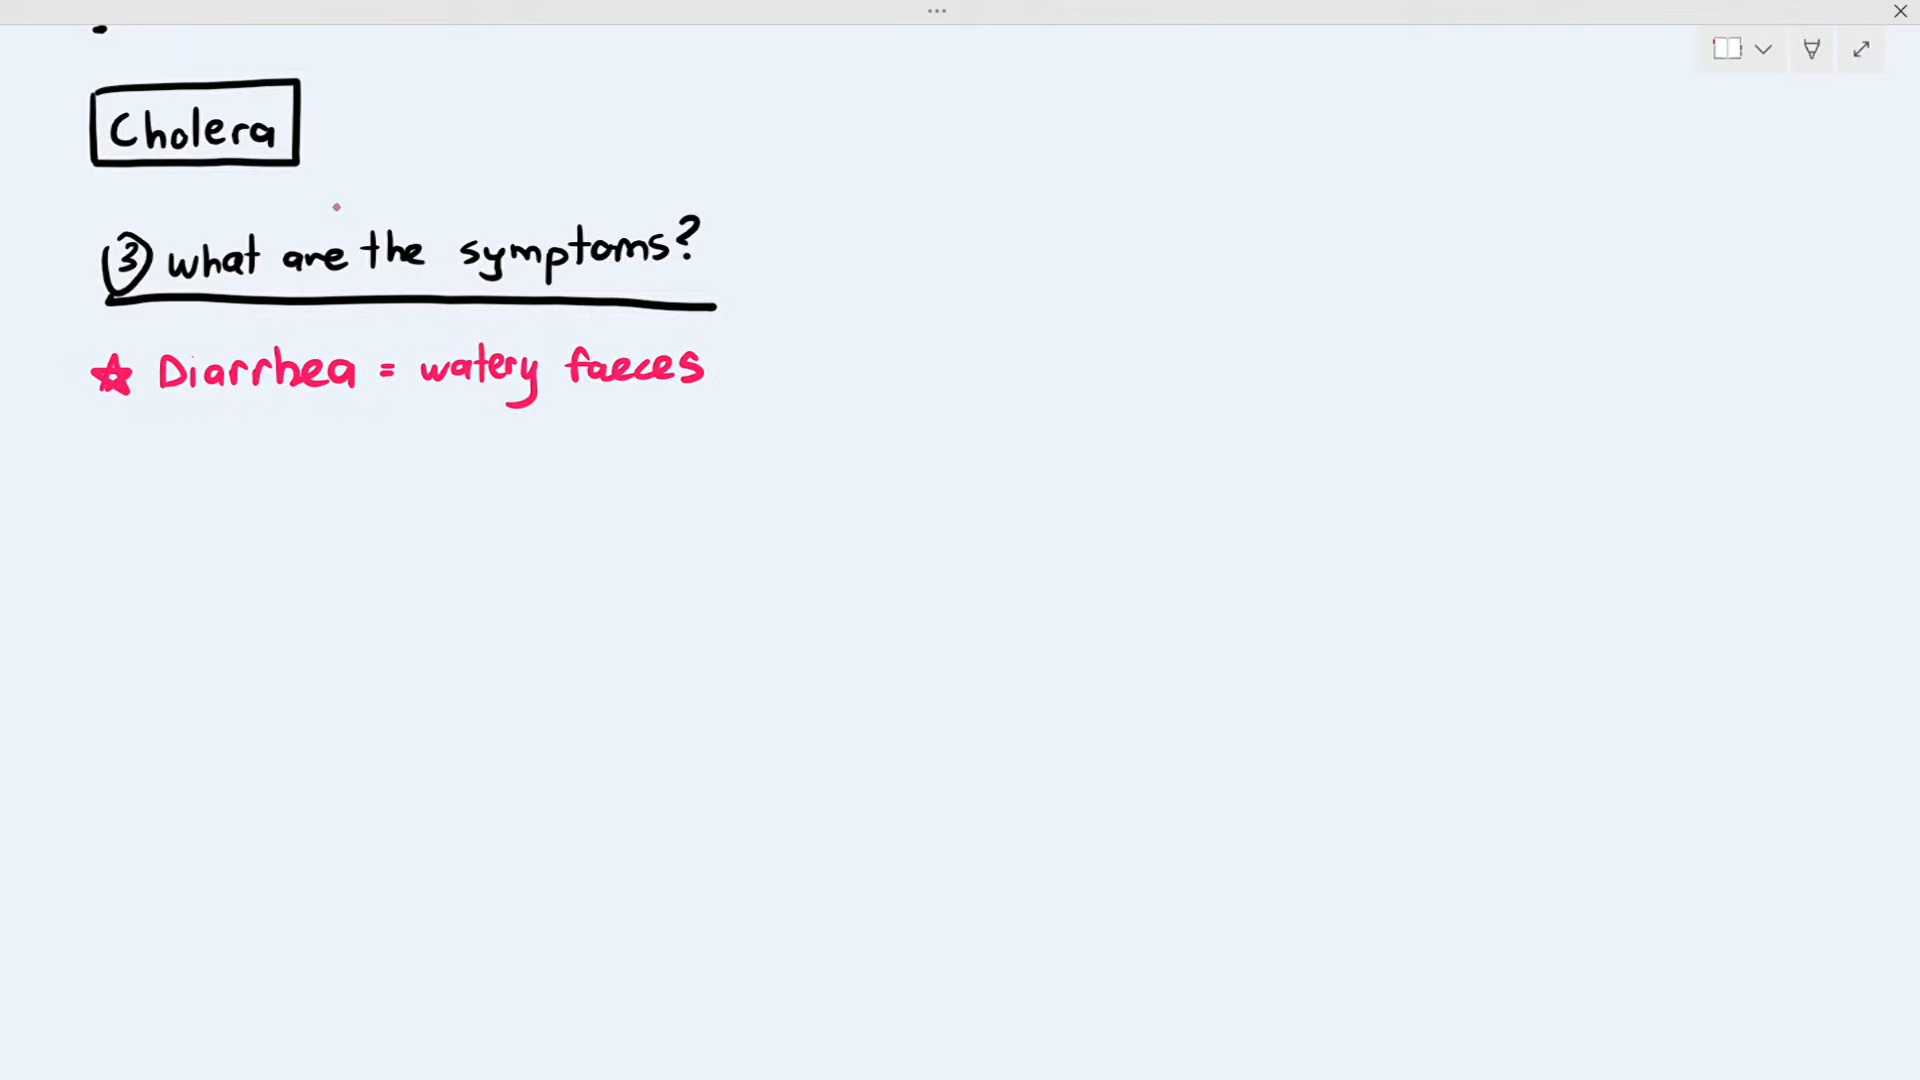 Cholera
③ what are the symptoms?
★ Diarrhea = watery faeces